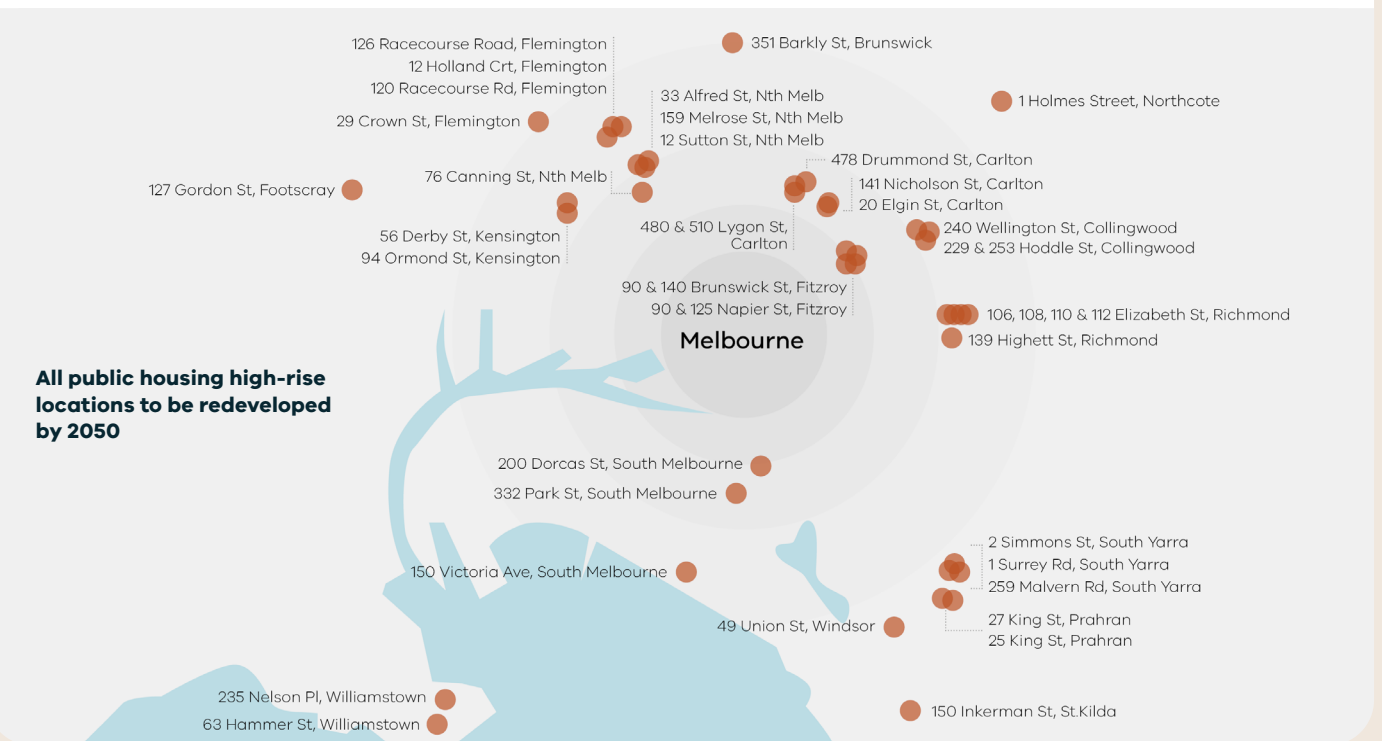 126 Racecourse Road, Flemington
12 Holland Crt, Flemington
120 Racecourse Rd, Flemington
351 Barkly St, Brunswick
33 Alfred St, Nth Melb
159 Melrose St, Nth Melb
12 Sutton St, Nth Melb
1 Holmes Street, Northcote
29 Crown St, Flemington
478 Drummond St, Carlton
76 Canning St, Nth Melb
141 Nicholson St, Carlton
20 Elgin St, Carlton
127 Gordon St, Footscray
480 & 510 Lygon St,
Carlton
240 Wellington St, Collingwood
229 & 253 Hoddle St, Collingwood
56 Derby St, Kensington
94 Ormond St, Kensington
90 & 140 Brunswick St, Fitzroy
90 & 125 Napier St, Fitzroy
106, 108, 110 & 112 Elizabeth St, Richmond
139 Highett St, Richmond
Melbourne
All public housing high-rise
locations to be redeveloped
by 2050
200 Dorcas St, South Melbourne
332 Park St, South Melbourne
150 Victoria Ave, South Melbourne
2 Simmons St, South Yarra
1 Surrey Rd, South Yarra
259 Malvern Rd, South Yarra
27 King St, Prahran
25 King St, Prahran
49 Union St, Windsor
235 Nelson Pl, Williamstown
63 Hammer St, Williamstown
150 Inkerman St, St.Kilda